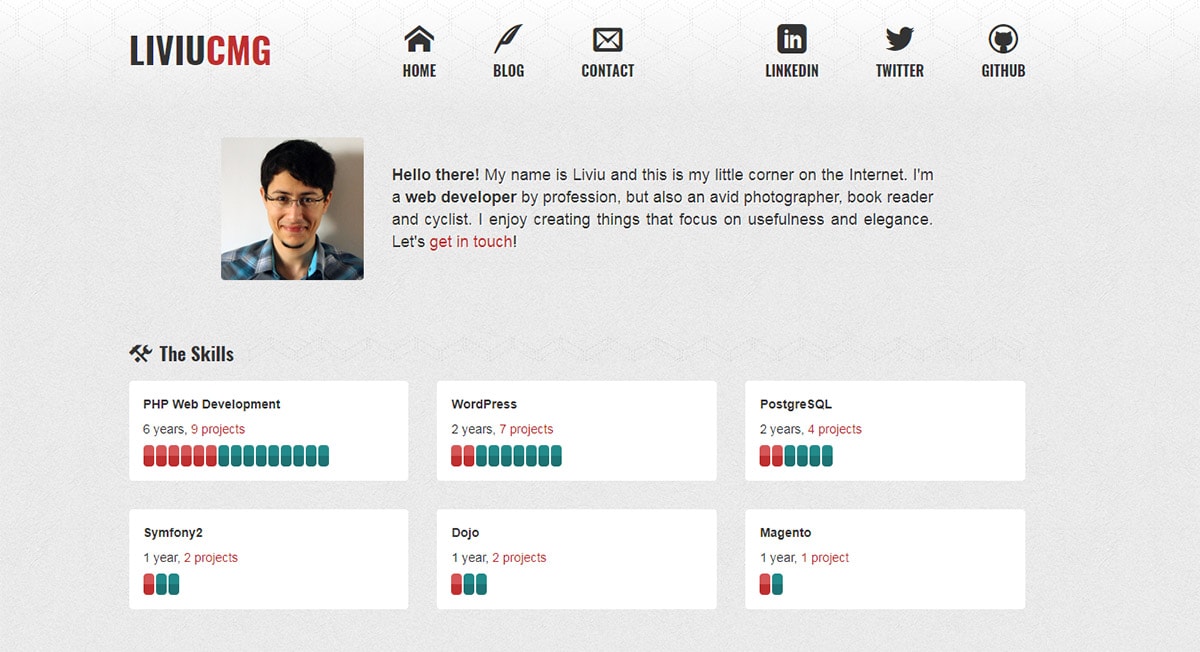 LIVIUCMG
HOME
BLOG
CONTACT
LINKEDIN
TWITTER
GITHUB
Hello there! My name is Liviu and this is my little corner on the Internet. I'm
a web developer by profession, but also an avid photographer, book reader
and cyclist. I enjoy creating things that focus on usefulness and elegance.
Let's get in touch!
The Skills
PHP Web Development
6 years, 9 projects
WordPress
2 years, 7 projects
PostgreSQL
2 years, 4 projects
Symfony2
1 year, 2 projects
Dojo
1 year, 2 projects
Magento
1 year, 1 project